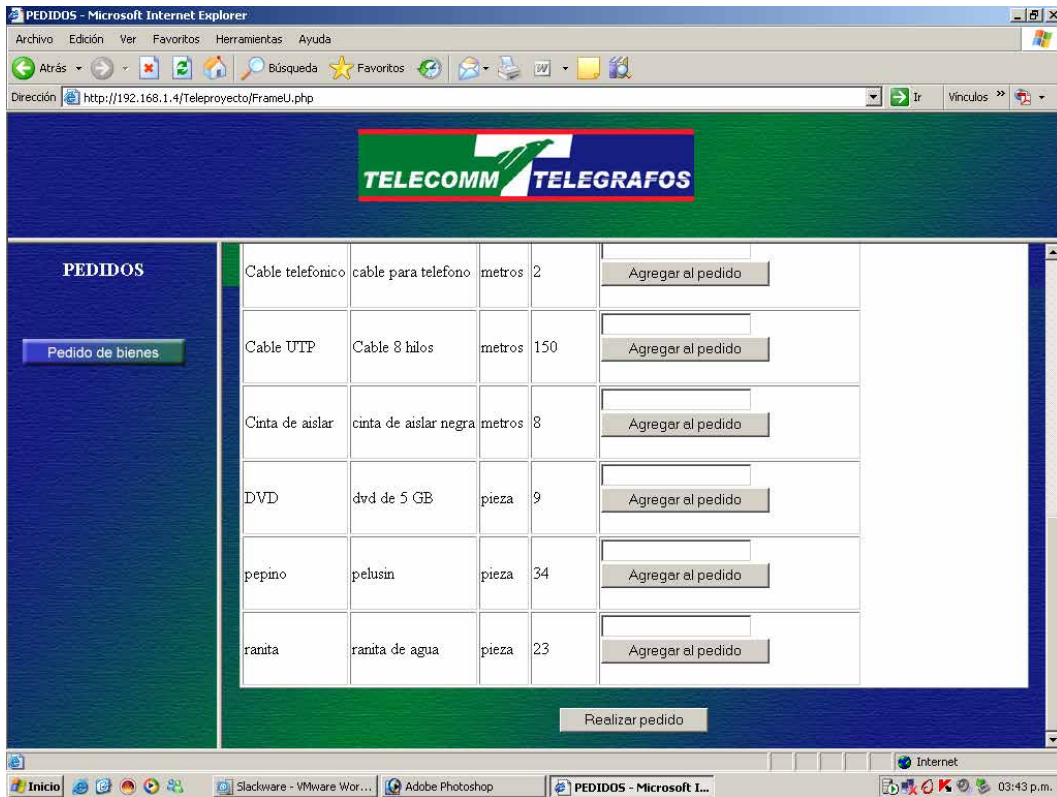 PEDIDOS - Microsoft Internet Explorer
Archivo Edición Ver Favoritos Herramientas Ayuda
Atrás Búsqueda Favoritos
Dirección http://192.168.1.4/Teleproyecto/FrameU.php Ir Vínculos »
TELECOMM TELEGRAFOS
PEDIDOS
Pedido de bienes
Cable telefonico cable para telefono metros 2 Agregar al pedido
Cable UTP Cable 8 hilos metros 150 Agregar al pedido
Cinta de aislar cinta de aislar negra metros 8 Agregar al pedido
DVD dvd de 5 GB pieza 9 Agregar al pedido
pepino pelusin pieza 34 Agregar al pedido
ranita ranita de agua pieza 23 Agregar al pedido
Realizar pedido
Internet
Inicio Slackware - VMware Wor... Adobe Photoshop PEDIDOS - Microsoft I... 03:43 p.m.